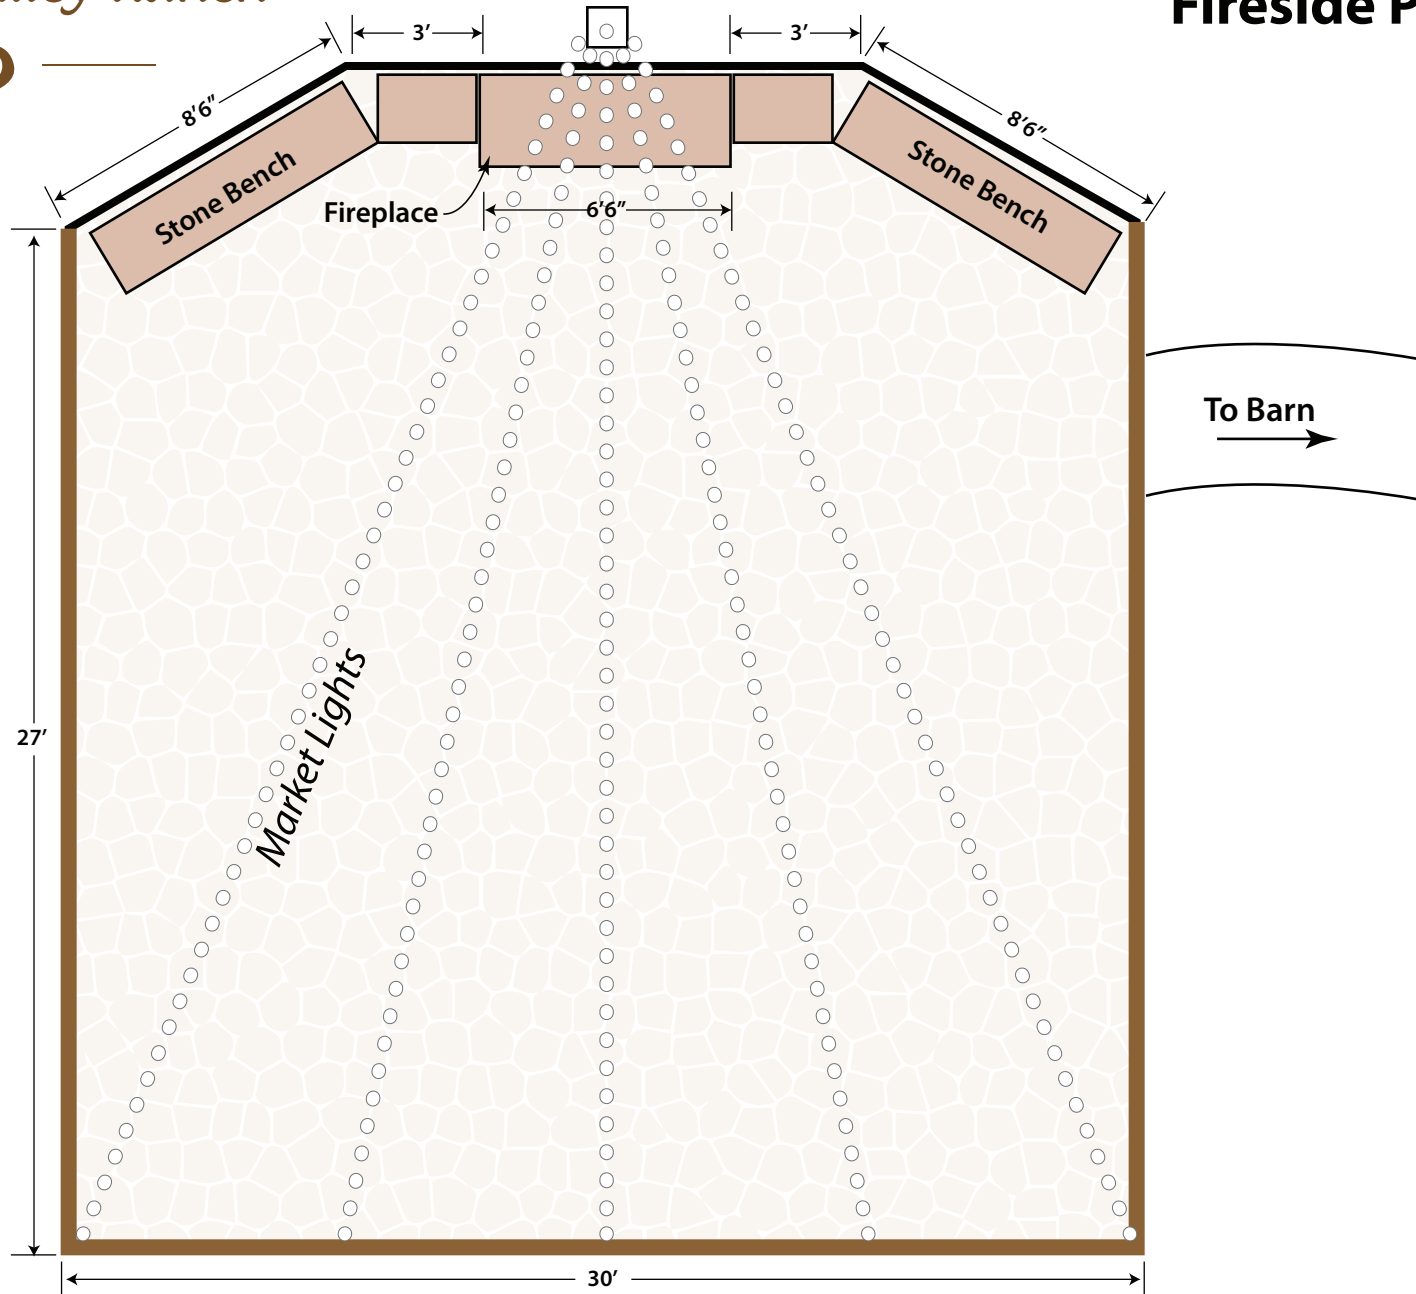 Fireside
3’
3’
8’6”
8’6”
Stone Bench
Stone Bench
Fireplace
6’6”
To Barn
Market Lights
27’
30’